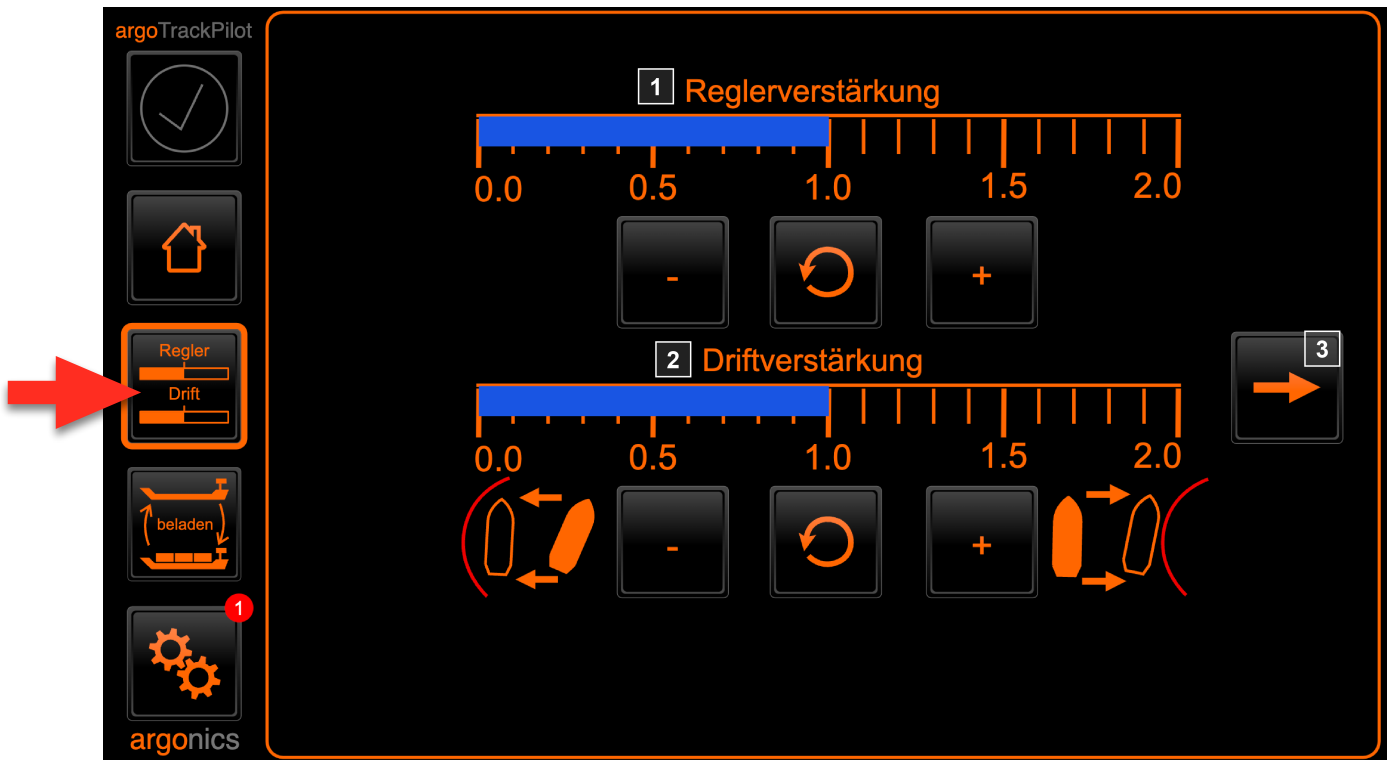 argoTrackPilot
Regler
Drift
beladen
1
argonics
1 Reglerverstärkung
0.0 0.5 1.0 1.5 2.0
- +
2 Driftverstärkung
0.0 0.5 1.0 1.5 2.0
- +
3